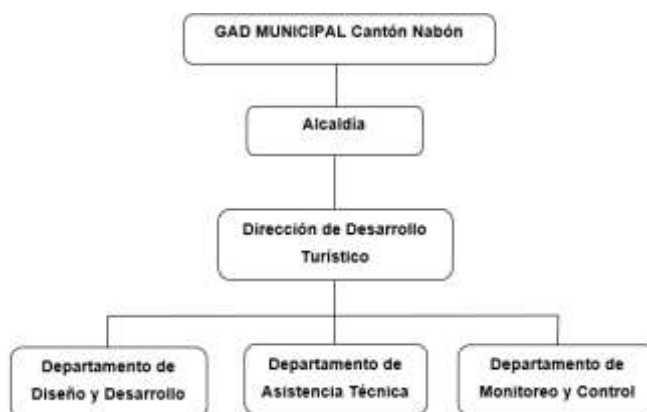 GAD MUNICIPAL Cantón Nabón
Alcaldia
Dirección de Desarrollo
Turístico
Departamento de
Diseño y Desarrollo
Departamento de
Asistencia Técnica
Departamento de
Monitoreo y Control